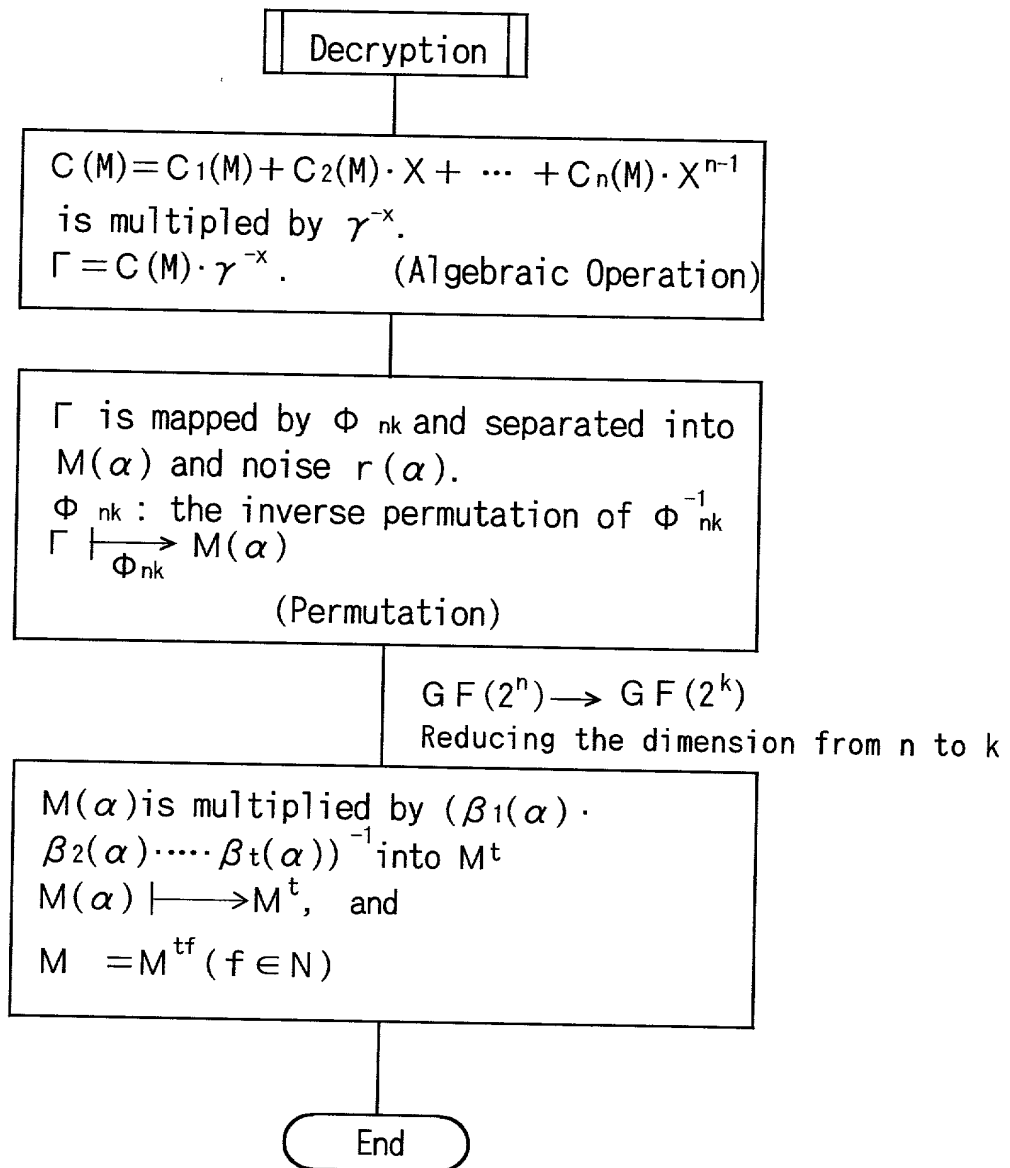 Decryption
C(M)=C₁(M)+C₂(M)·X+ ··· +Cₙ(M)·Xⁿ⁻¹
is multipled by γ⁻ˣ.
Γ=C(M)·γ⁻ˣ. (Algebraic Operation)
Γ is mapped by Φ nk and separated into
M(α) and noise r(α).
Φ nk : the inverse permutation of Φ⁻¹nk
Γ ⟼ M(α)
Φnk
(Permutation)
GF(2ⁿ)→ GF(2ᵏ)
Reducing the dimension from n to k
M(α)is multiplied by (β₁(α)·
β₂(α)·····βt(α))⁻¹into Mᵗ
M(α)⟼Mᵗ, and
M =Mᵗᶠ(f∈N)
End